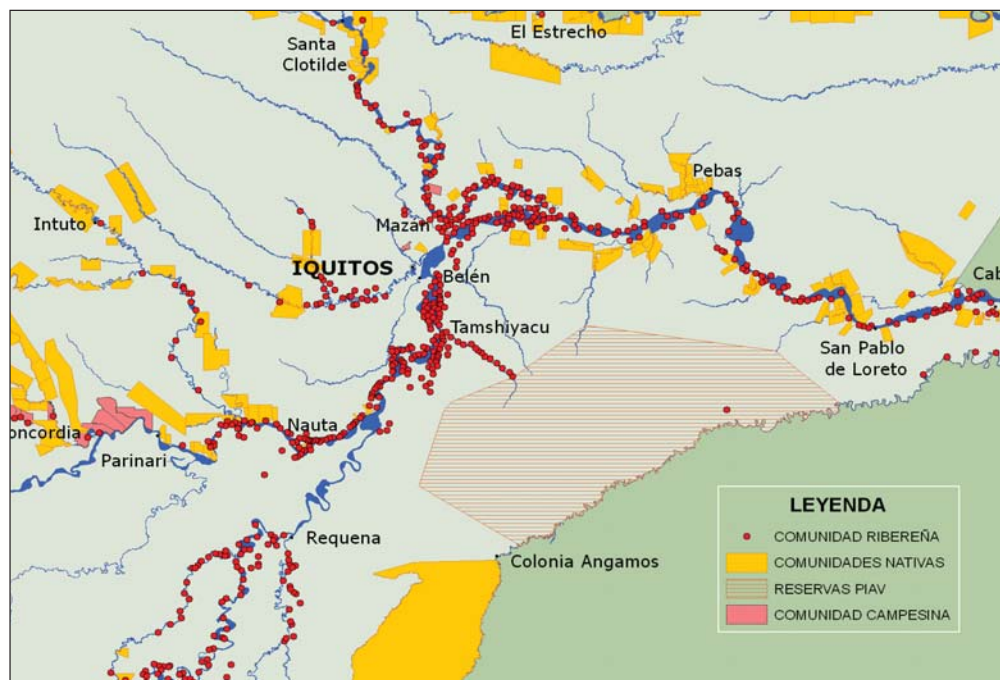 El Estrecho
Santa
Clotilde
Pebas
Intuto
Mazán
IQUITOS
Belén
Cab
Tamshiyacu
San Pablo
de Loreto
Nauta
oncordia
Parinari
Requena
Colonia Angamos
LEYENDA
COMUNIDAD RIBEREÑA
COMUNIDADES NATIVAS
RESERVAS PIAV
COMUNIDAD CAMPESINA